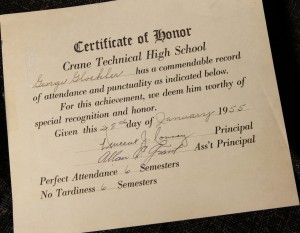 Certificate of Honor
Crane Technical High School
George has a commendable record
of attendance and punctuality as indicated below.
For this achievement, we deem him worthy of
special recognition and honor.
Given this day of January 1955
Vincent J. Principal
Allan Ass't Principal
Perfect Attendance 6 Semesters
No Tardiness 6 Semesters